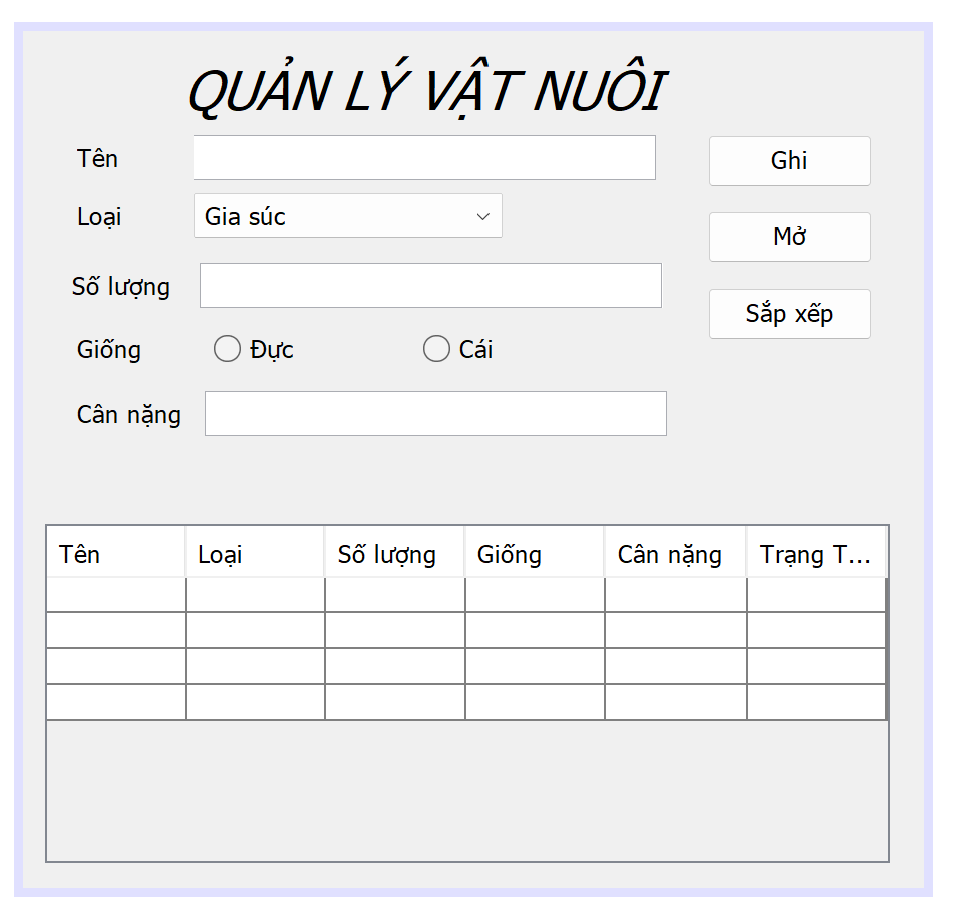 QUẢN LÝ VẬT NUÔI
Tên
Ghi
Loại
Gia súc
Mở
Số lượng
Sắp xếp
Giống
Đực
Cái
Cân nặng
Tên Loại Số lượng Giống Cân nặng Trạng T...